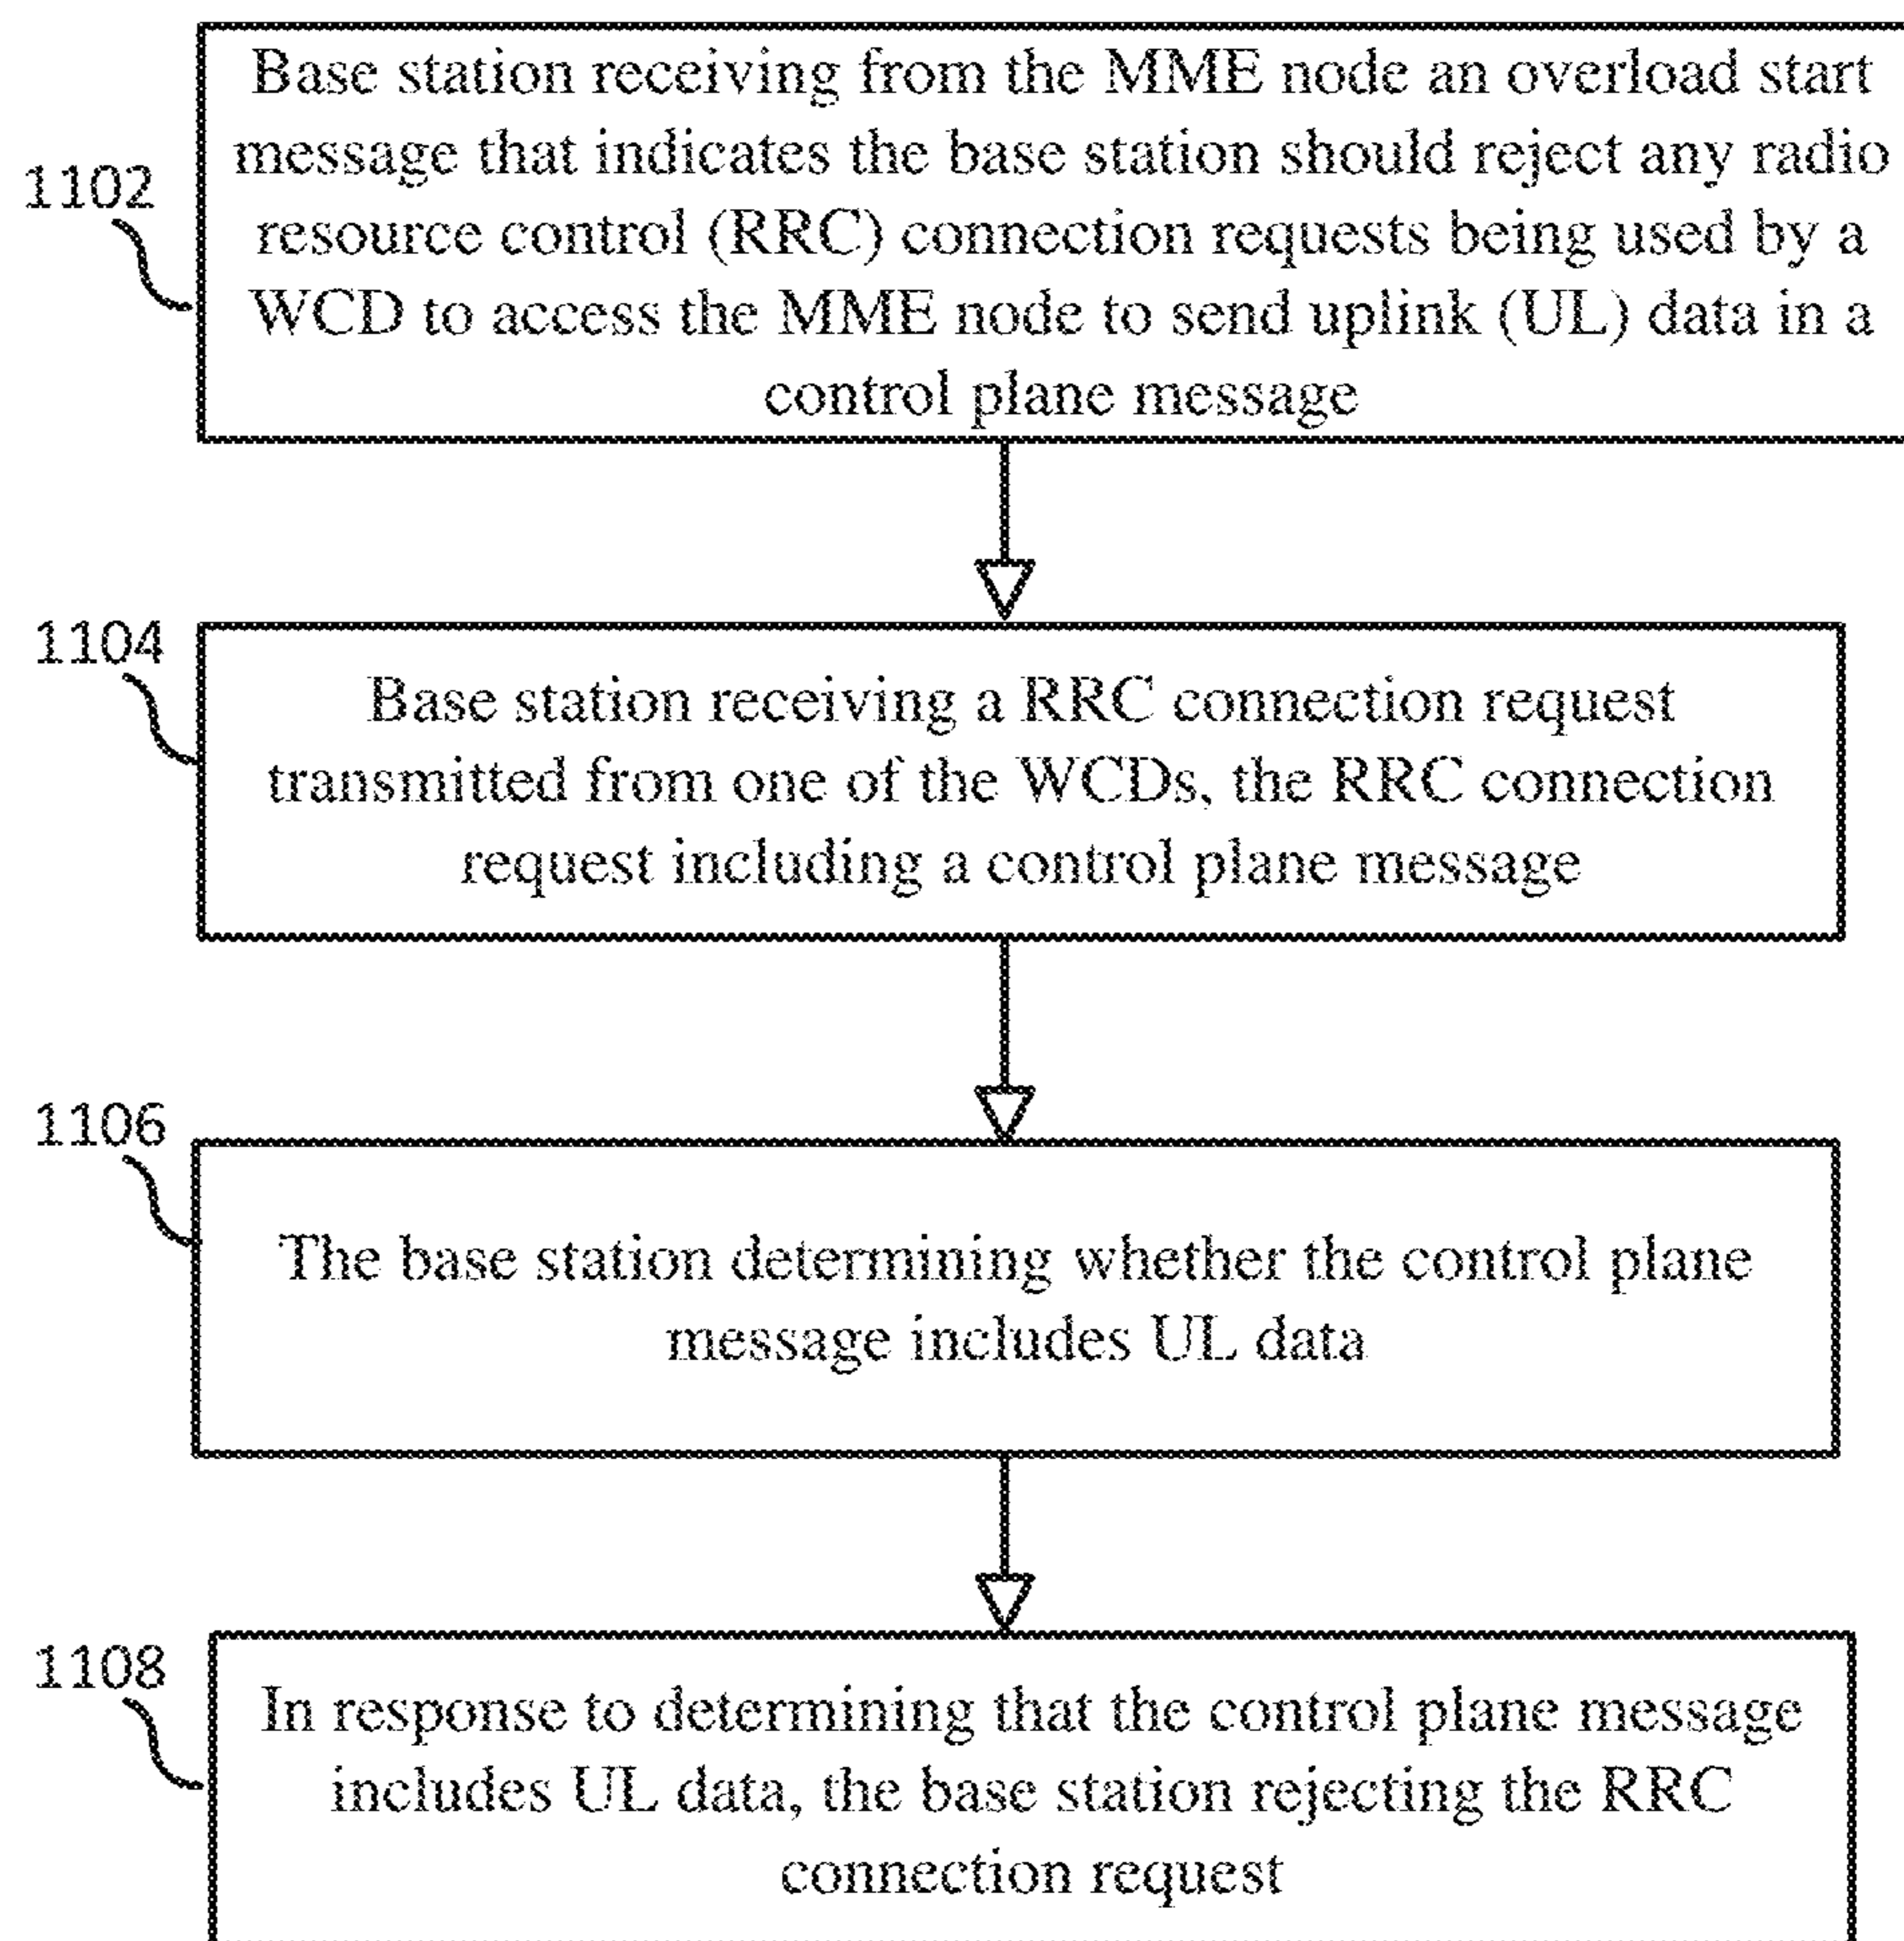 Base station receiving from the MME node an overload start
message that indicates the base station should reject any radio
1102
resource control (RRC) connection requests being used by a
WCD to access the MME node to send uplink (UL) data in a
control plane message
1104
Base station receiving a RRC connection request
transmitted from one of the WCDs, the RRC connection
request including a control plane message
1106
The base station determining whether the control plane
message includes UL data
1108
In response to determining that the control plane message
includes UL data, the base station rejecting the RRC
connection request